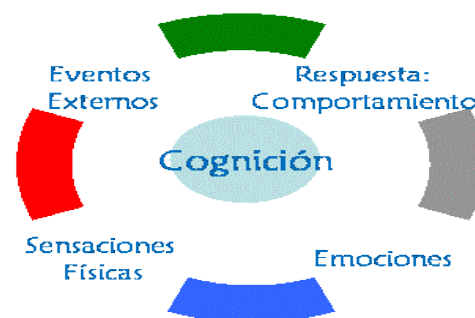 Eventos
Externos
Respuesta:
Comportamiento
Cognición
Sensaciones
Físicas
Emociones